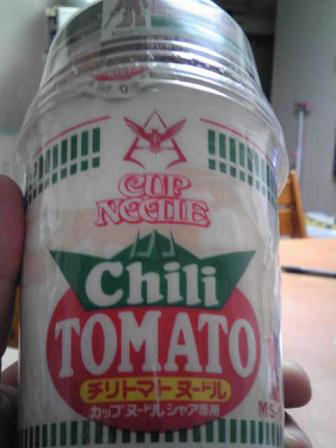 CUP
NOODLE
Chili
TOMATO
チリトマト ヌードル
カップヌードル シャア専用
MS-